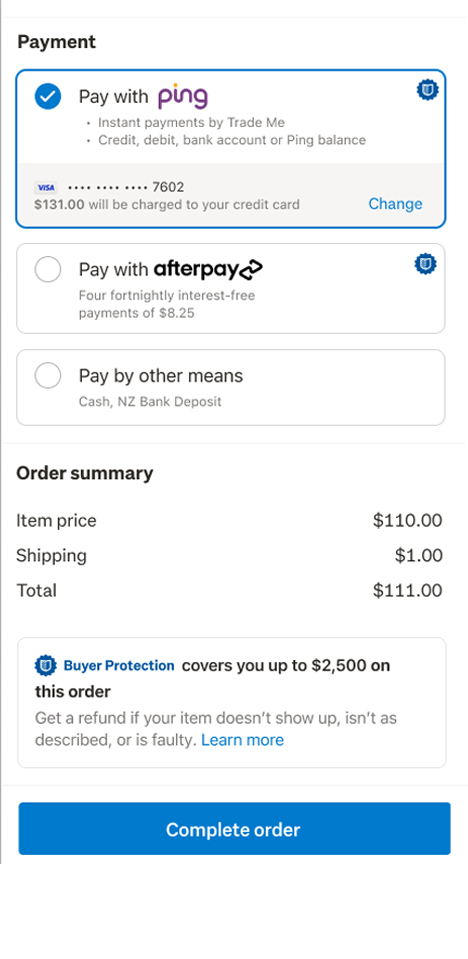 Payment
Pay with ping
• Instant payments by Trade Me
• Credit, debit, bank account or Ping balance
VISA •••• •••• •••• 7602
$131.00 will be charged to your credit card
Change
Pay with afterpay
Four fortnightly interest-free
payments of $8.25
Pay by other means
Cash, NZ Bank Deposit
Order summary
Item price $110.00
Shipping $1.00
Total $111.00
Buyer Protection covers you up to $2,500 on
this order
Get a refund if your item doesn't show up, isn't as
described, or is faulty. Learn more
Complete order